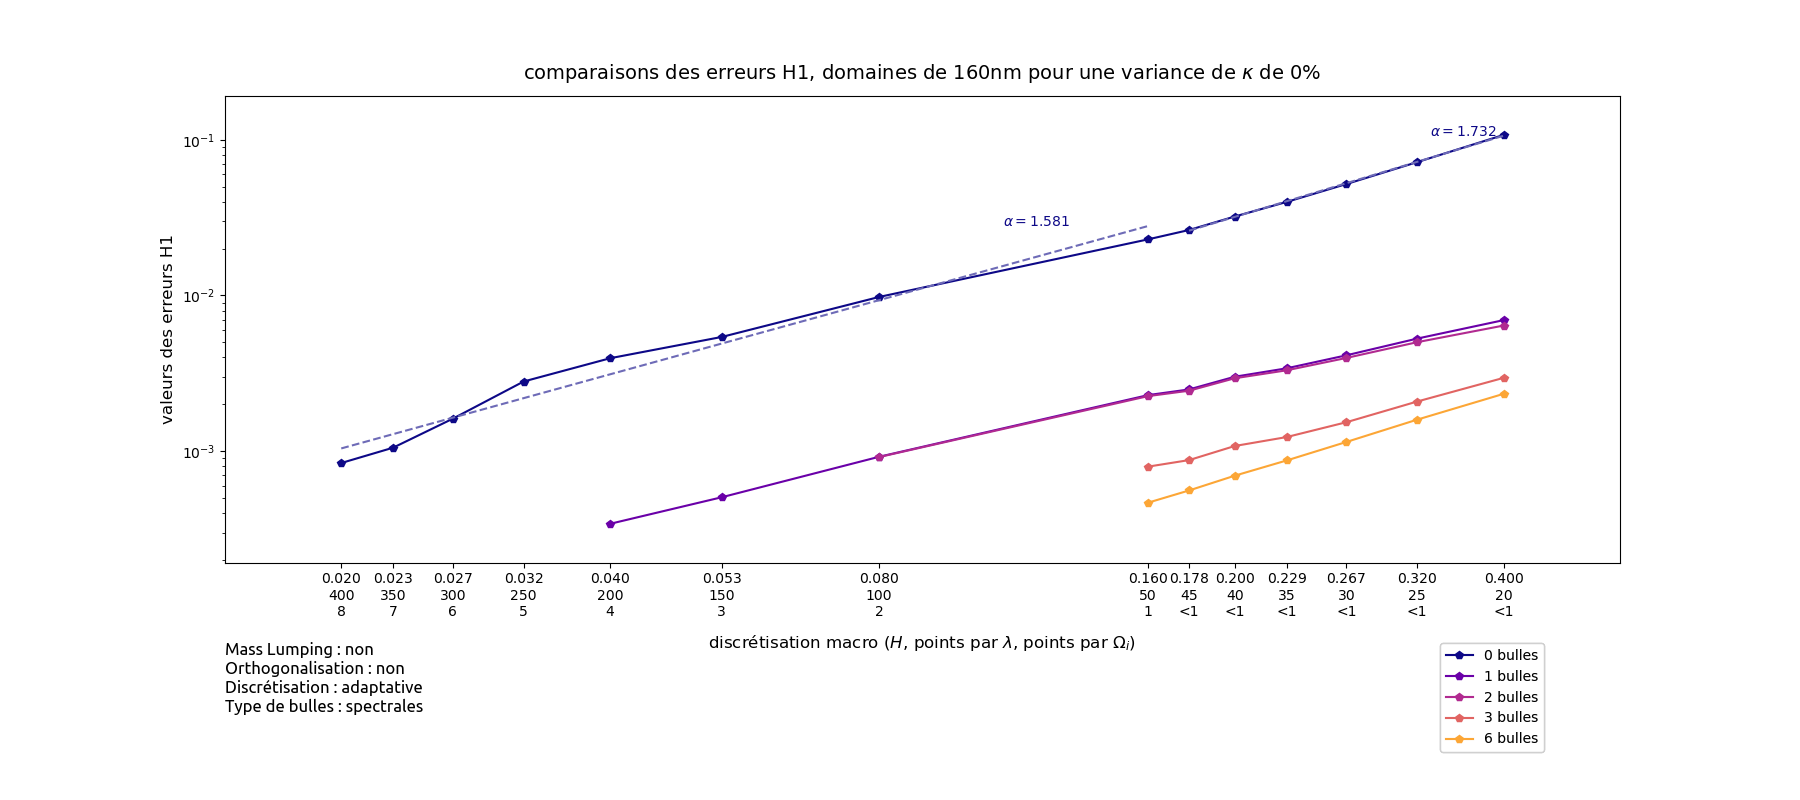 comparaisons des erreurs H1, domaines de 160nm pour une variance de κ de 0%
valeurs des erreurs H1
10⁻¹
10⁻²
10⁻³
α = 1.732
α = 1.581
0.020 0.023 0.027 0.032 0.040 0.053 0.080 0.160 0.178 0.200 0.229 0.267 0.320 0.400
400 350 300 250 200 150 100 50 45 40 35 30 25 20
8 7 6 5 4 3 2 1 <1 <1 <1 <1 <1 <1
discrétisation macro (H, points par λ, points par Ωᵢ)
Mass Lumping : non
Orthogonalisation : non
Discrétisation : adaptative
Type de bulles : spectrales
0 bulles
1 bulles
2 bulles
3 bulles
6 bulles